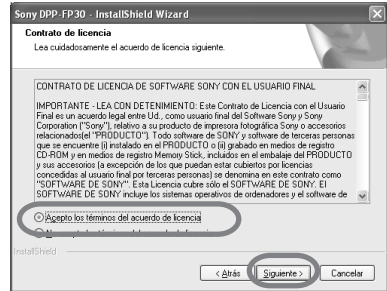 Sony DPP-FP30 - InstallShield Wizard
Contrato de licencia
Lea cuidadosamente el acuerdo de licencia siguiente.
CONTRATO DE LICENCIA DE SOFTWARE SONY CON EL USUARIO FINAL
IMPORTANTE - LEA CON DETENIMIENTO: Este Contrato de Licencia con el Usuario
Final es un acuerdo legal entre Ud., como usuario final del Software Sony y Sony
Corporation ("Sony"), relativo a su producto de impresora fotográfica Sony o accesorios
relacionados(el "PRODUCTO"). Todo software de SONY y software de terceras personas
que se encuentre (i) instalado en el PRODUCTO o (ii) grabado en medios de registro
CD-ROM y en medios de registro Memory Stick, incluidos en el embalaje del PRODUCTO
y sus accesorios (a excepción de los que puedan estar cubiertos por licencias
concedidas al usuario final por terceras personas) se denomina en este contrato como
"SOFTWARE DE SONY". Esta Licencia cubre sólo el SOFTWARE DE SONY. El
SOFTWARE DE SONY incluye los sistemas operativos de ordenadores y el software de
Acepto los términos del acuerdo de licencia
InstallShield
< Atrás
Siguiente >
Cancelar